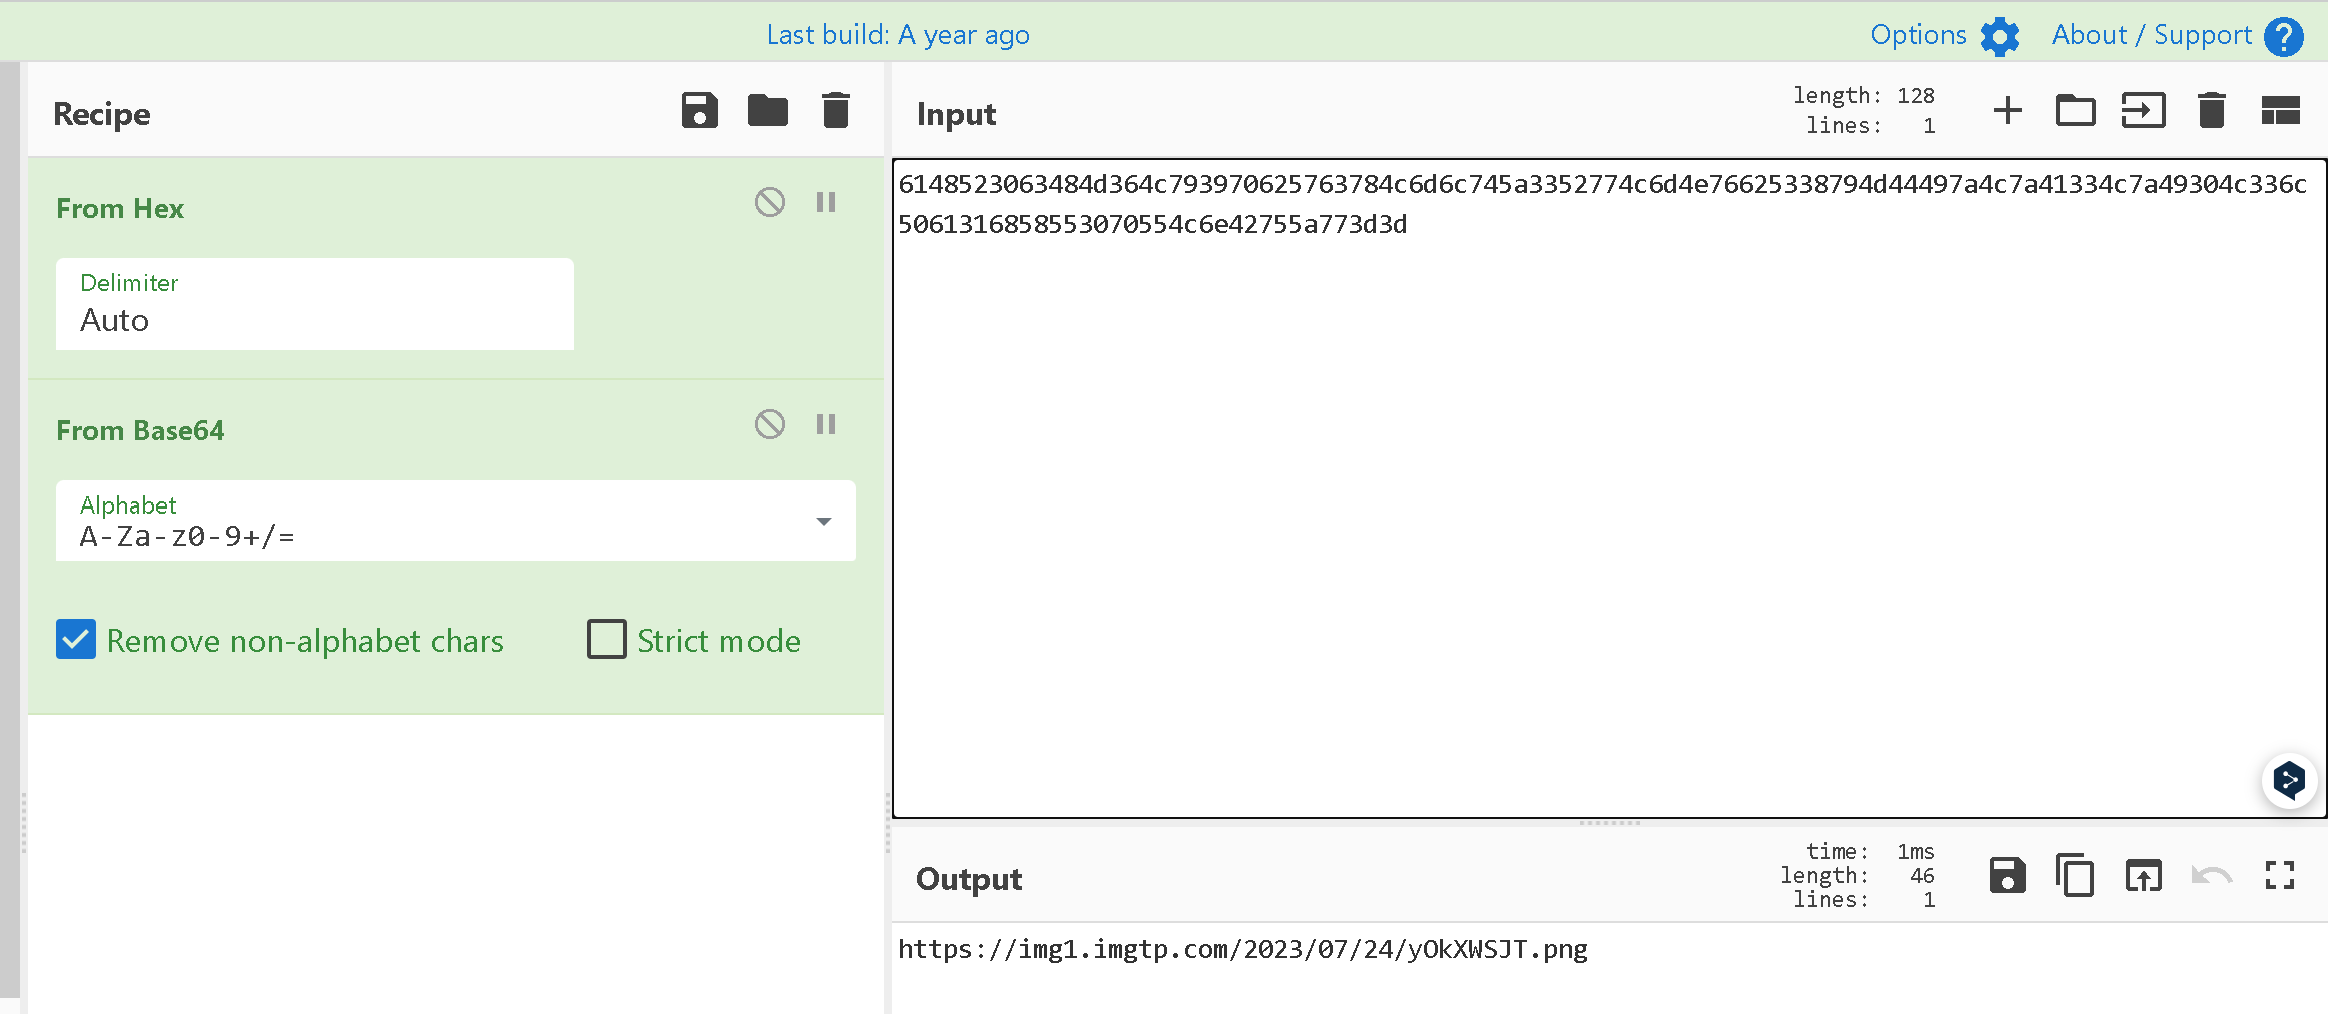 Last build: A year ago
Options
About / Support
Recipe
From Hex
Delimiter
Auto
From Base64
Alphabet
A-Za-z0-9+/=
Remove non-alphabet chars
Strict mode
Input
length: 128
lines: 1
6148523063484d364c793970625763784c6d6c745a3352774c6d4e76625338794d44497a4c7a41334c7a49304c336c
5061316858553070554c6e42755a773d3d
Output
time: 1ms
length: 46
lines: 1
https://img1.imgtp.com/2023/07/24/yOkXWSJT.png